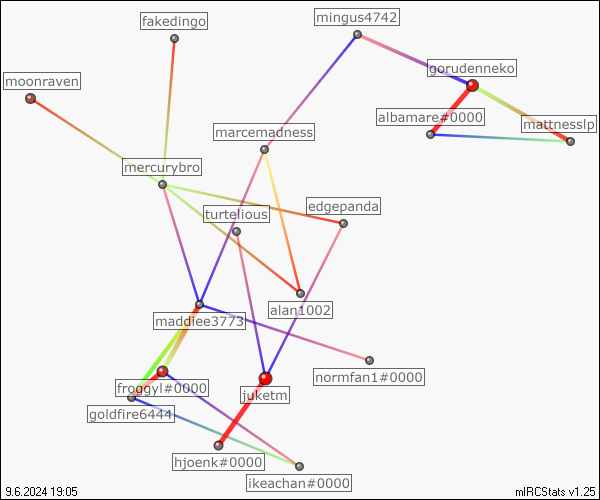 mingus4742
fakedingo
gorudenneko
moonraven
albamare#0000
mattnesslp
marcemadness
mercurybro
edgepanda
turtelious
alan1002
maddiee3773
normfan1#0000
froggyl#0000
juketm
goldfire6444
hjoenk#0000
ikeachan#0000
9.6.2024 19:05
mIRCStats v1.25